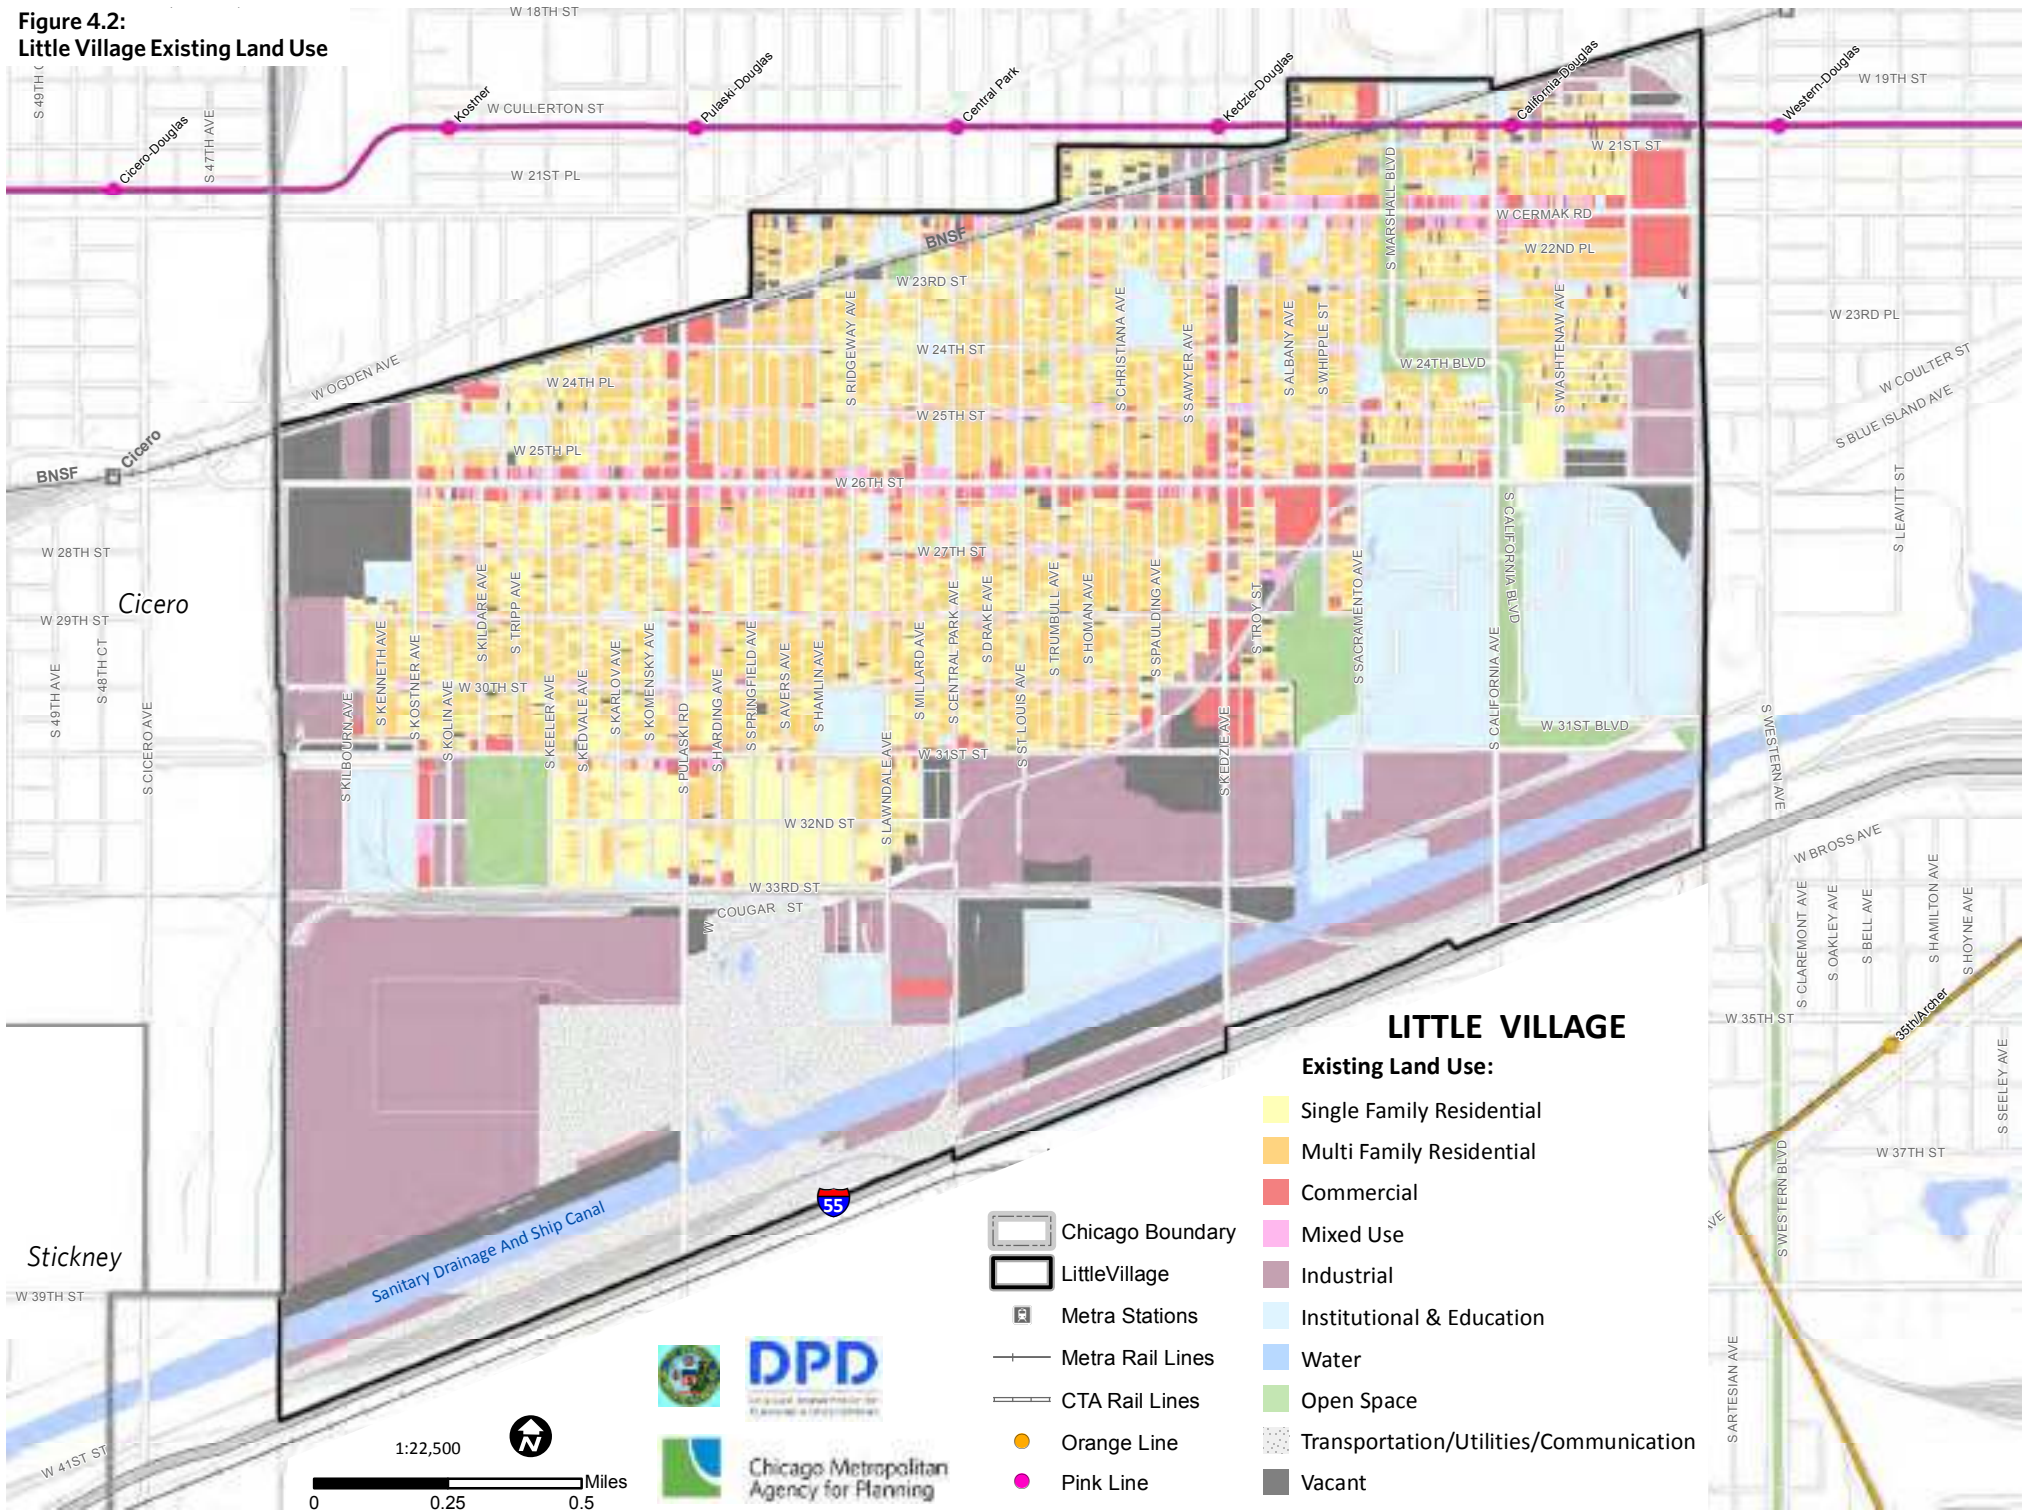 Figure 4.2:
Little Village Existing Land Use
W 18TH ST
S 47TH AVE
Cicero-Douglas
Kostner
W CULLERTON ST
Pulaski-Douglas
Central Park
Kedzie-Douglas
California-Douglas
Western-Douglas
W 19TH ST
W 21ST PL
W 21ST ST
S MARSHALL BLVD
W CERMAK RD
W 22ND PL
BNSF
W 23RD ST
W 23RD PL
S RIDGEWAY AVE
S CHRISTIANA AVE
S SAWYER AVE
S ALBANY AVE
S WHIPPLE ST
S WASHTENAW AVE
W OGDEN AVE
W 24TH PL
W 24TH ST
W 24TH BLVD
W COULTER ST
S BLUE ISLAND AVE
W 25TH ST
W 25TH PL
BNSF
Cicero
W 26TH ST
S LEAVITT ST
W 28TH ST
W 27TH ST
Cicero
W 29TH ST
S 49TH AVE
S 48TH CT
S CICERO AVE
S KILBOURN AVE
S KENNETH AVE
S KOSTNER AVE
S KOLIN AVE
S KILDARE AVE
S TRIPP AVE
W 30TH ST
S KEELER AVE
S KEDVALE AVE
S KARLOV AVE
S KOMENSKY AVE
S PULASKI RD
S HARDING AVE
S SPRINGFIELD AVE
S AVERS AVE
S HAMLIN AVE
S LAWNDALE AVE
S MILLARD AVE
S CENTRAL PARK AVE
S DRAKE AVE
S ST LOUIS AVE
S TRUMBULL AVE
S HOMAN AVE
S SPAULDING AVE
S KEDZIE AVE
S TROY ST
S SACRAMENTO AVE
S CALIFORNIA AVE
S CALIFORNIA BLVD
W 31ST BLVD
W 31ST ST
S WESTERN AVE
W 32ND ST
W 33RD ST
W COUGAR ST
W BROSS AVE
S CLAREMONT AVE
S OAKLEY AVE
S BELL AVE
S HAMILTON AVE
S HOYNE AVE
W 35TH ST
35th/Archer
S SEELEY AVE
W 37TH ST
S WESTERN BLVD
S ARTESIAN AVE
Stickney
W 39TH ST
W 41ST ST
Sanitary Drainage And Ship Canal
55
LITTLE VILLAGE
Existing Land Use:
Single Family Residential
Multi Family Residential
Commercial
Mixed Use
Industrial
Institutional & Education
Water
Open Space
Transportation/Utilities/Communication
Vacant
Chicago Boundary
LittleVillage
Metra Stations
Metra Rail Lines
CTA Rail Lines
Orange Line
Pink Line
DPD
Chicago Metropolitan
Agency for Planning
1:22,500
N
Miles
0 0.25 0.5